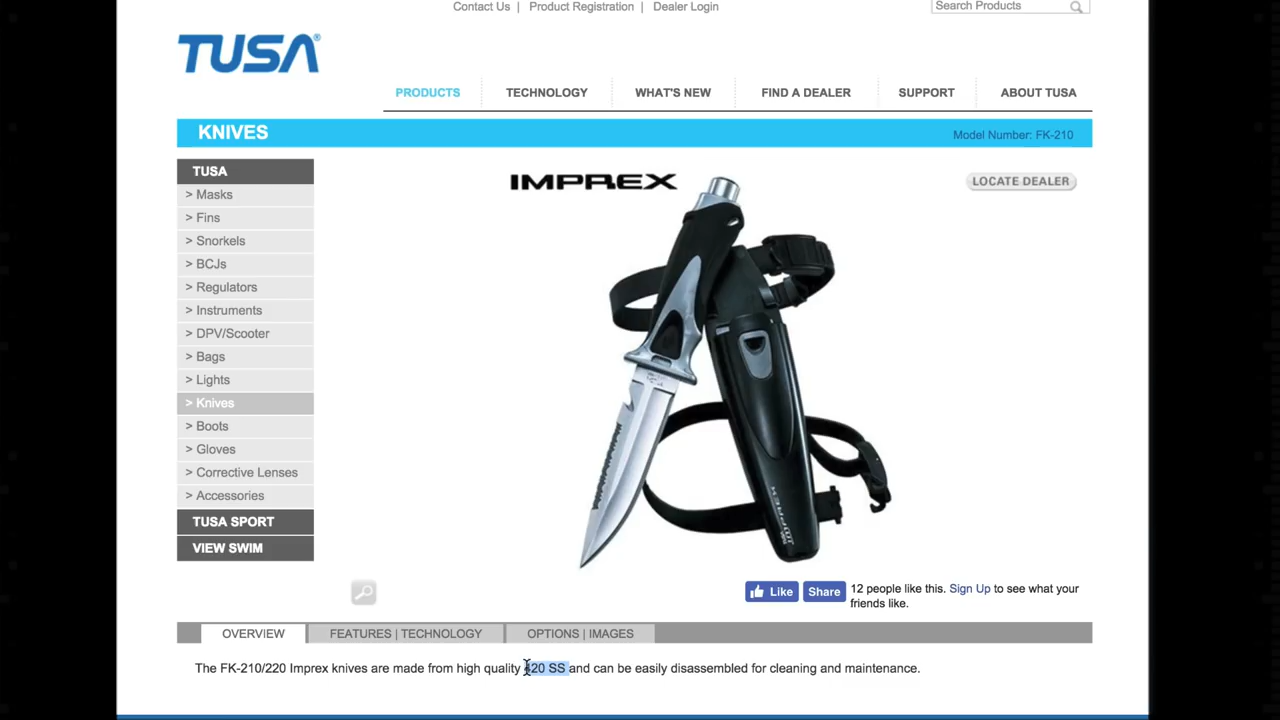 Contact Us | Product Registration | Dealer Login
Search Products
TUSA®
PRODUCTS
TECHNOLOGY
WHAT'S NEW
FIND A DEALER
SUPPORT
ABOUT TUSA
KNIVES
Model Number: FK-210
TUSA
> Masks
> Fins
> Snorkels
> BCJs
> Regulators
> Instruments
> DPV/Scooter
> Bags
> Lights
> Knives
> Boots
> Gloves
> Corrective Lenses
> Accessories
TUSA SPORT
VIEW SWIM
IMPREX
LOCATE DEALER
IMPREX
Like
Share
12 people like this. Sign Up to see what your
friends like.
OVERVIEW
FEATURES | TECHNOLOGY
OPTIONS | IMAGES
The FK-210/220 Imprex knives are made from high quality 420 SS and can be easily disassembled for cleaning and maintenance.